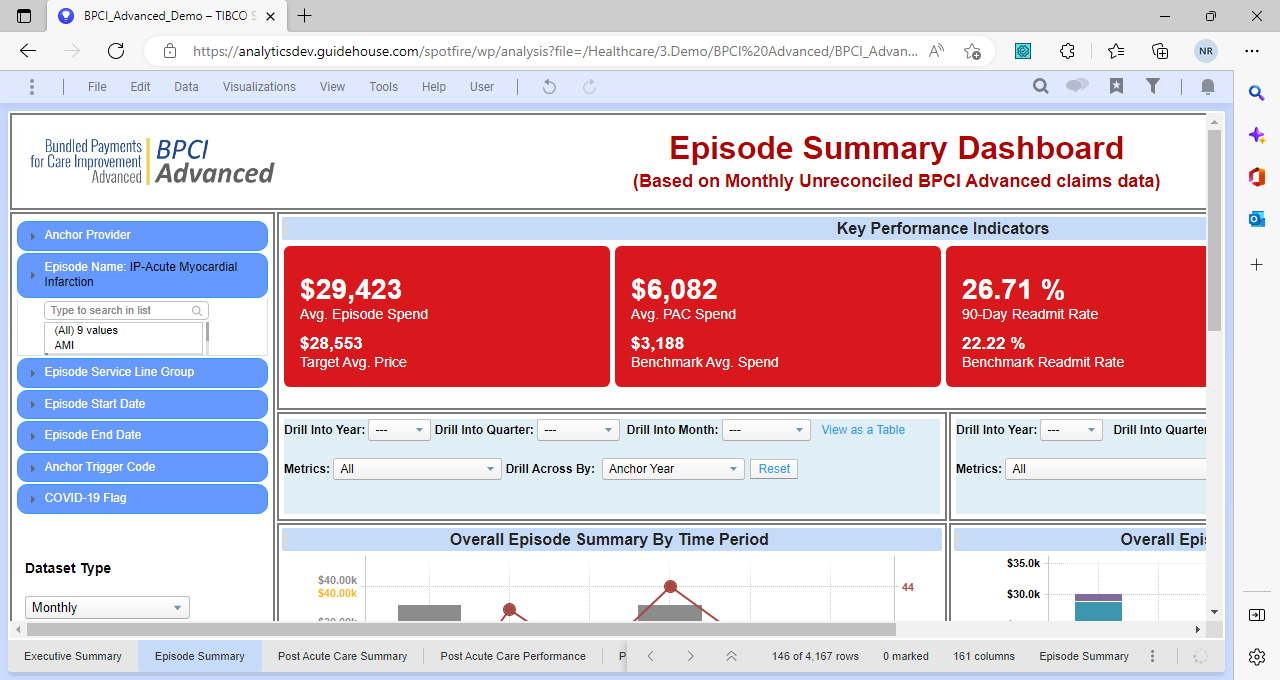 BPCI_Advanced_Demo – TIBCO S
https://analyticsdev.guidehouse.com/spotfire/wp/analysis?file=/Healthcare/3.Demo/BPCI%20Advanced/BPCI_Advan...
NR
File Edit Data Visualizations View Tools Help User
Bundled Payments
for Care Improvement
Advanced
BPCI
Advanced
Episode Summary Dashboard
(Based on Monthly Unreconciled BPCI Advanced claims data)
Anchor Provider
Episode Name: IP-Acute Myocardial
Infarction
Type to search in list
(All) 9 values
AMI
Episode Service Line Group
Episode Start Date
Episode End Date
Anchor Trigger Code
COVID-19 Flag
Dataset Type
Monthly
Key Performance Indicators
$29,423
Avg. Episode Spend
$28,553
Target Avg. Price
$6,082
Avg. PAC Spend
$3,188
Benchmark Avg. Spend
26.71 %
90-Day Readmit Rate
22.22 %
Benchmark Readmit Rate
Drill Into Year: --- Drill Into Quarter: --- Drill Into Month: --- View as a Table
Metrics: All Drill Across By: Anchor Year Reset
Drill Into Year: --- Drill Into Quarter
Metrics: All
Overall Episode Summary By Time Period
$40.00k
$40.00k
44
Overall Epi
$35.0k
$30.0k
Executive Summary Episode Summary Post Acute Care Summary Post Acute Care Performance P
146 of 4,167 rows 0 marked 161 columns Episode Summary